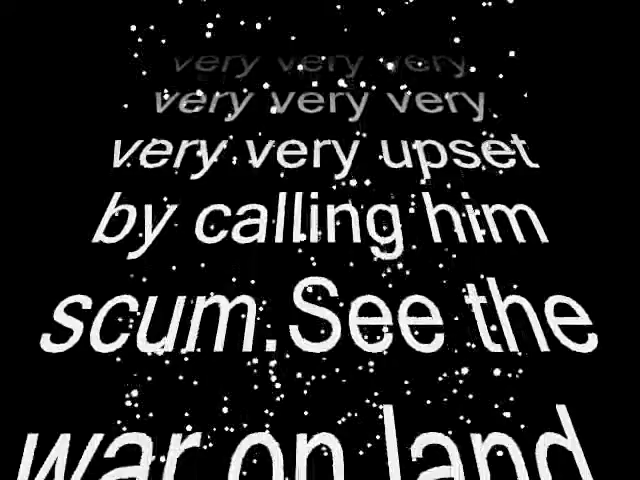 very very very
very very very
very very upset
by calling him
scum.See the
war on land